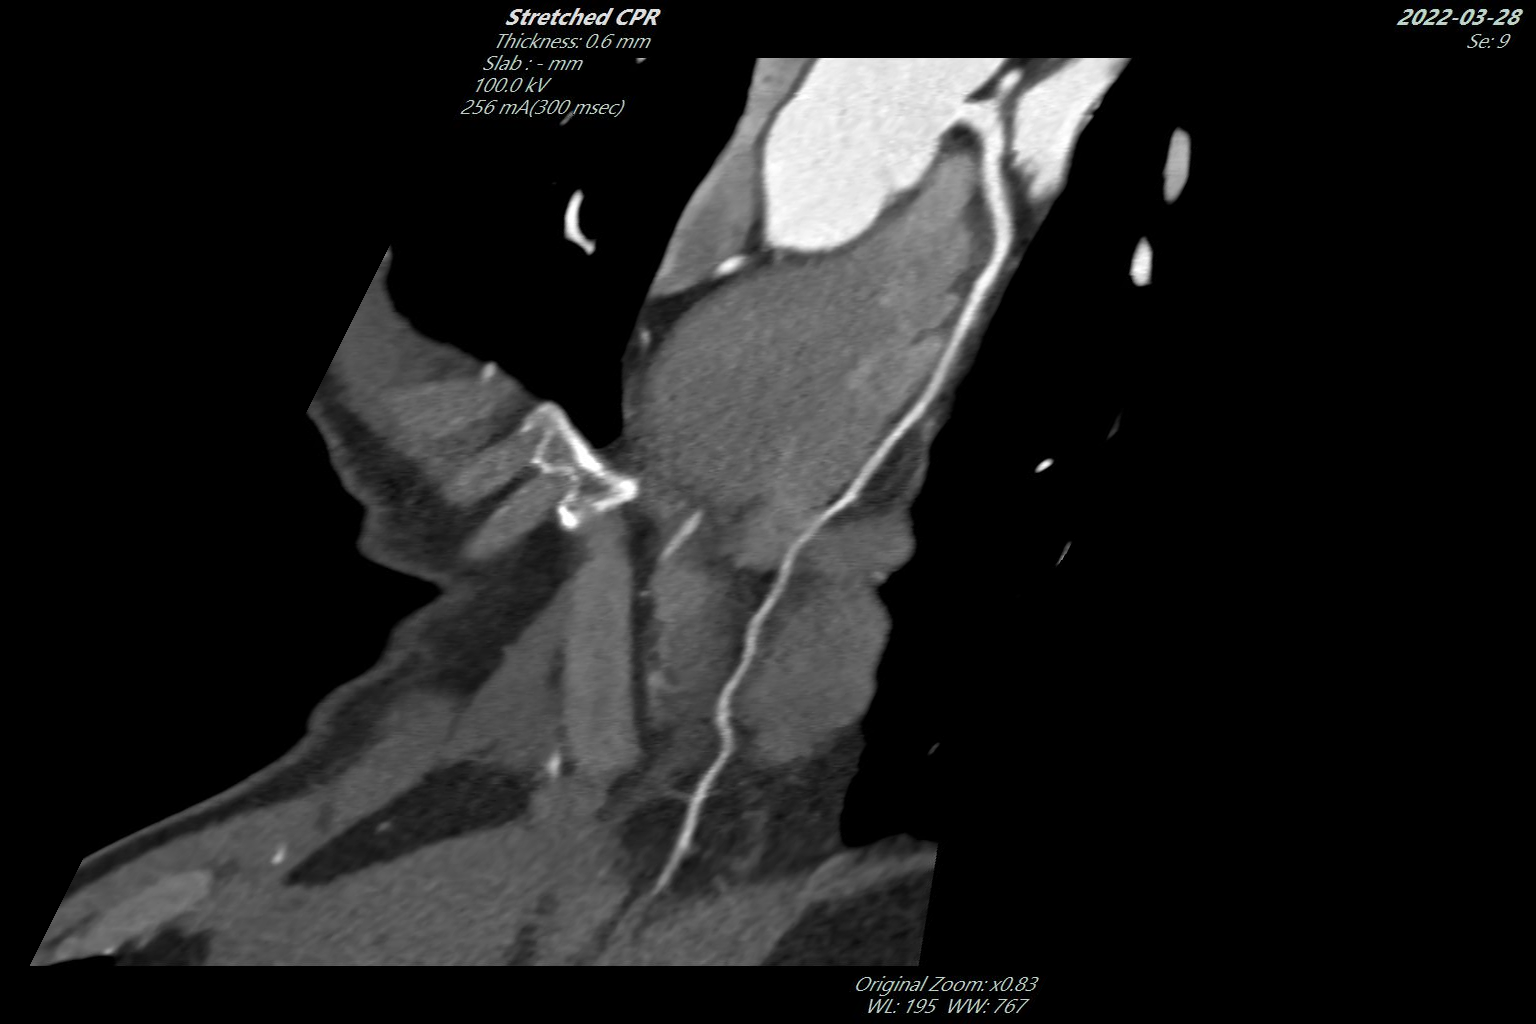 Stretched CPR
Thickness: 0.6 mm
Slab : - mm
100.0 kV
256 mA(300 msec)
2022-03-28
Se: 9
Original Zoom: x0.83
WL: 195 WW: 767